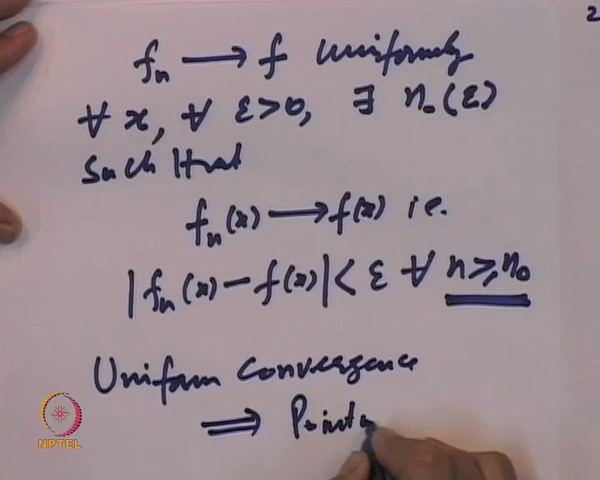 2
fn → f uniformly
∀ x, ∀ ε>0, ∃ n₀(ε)
Such that
fn(x) → f(x) i.e.
|fn(x) − f(x)| < ε ∀ n ≥ n₀
Uniform Convergence
⟹ Pointw
NPTEL